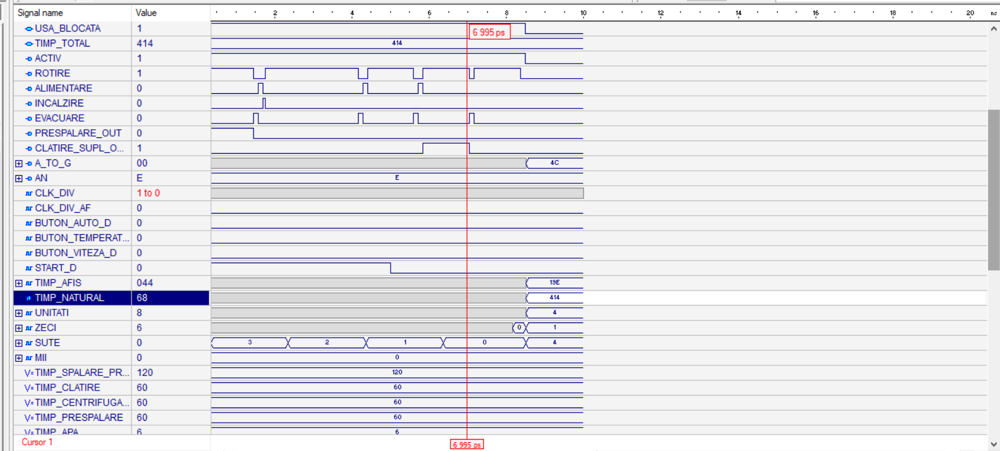 Signal name Value 2 4 6 8 10 12 14 16 18 20 ns
USA_BLOCATA 1 6 995 ps
TIMP_TOTAL 414 414
ACTIV 1
ROTIRE 1
ALIMENTARE 0
INCALZIRE 0
EVACUARE 0
PRESPALARE_OUT 0
CLATIRE_SUPL_O... 1
A_TO_G 00 4C
AN E E
CLK_DIV 1 to 0
CLK_DIV_AF 0
BUTON_AUTO_D 0
BUTON_TEMPERAT... 0
BUTON_VITEZA_D 0
START_D 0
TIMP_AFIS 044 19E
TIMP_NATURAL 68 414
UNITATI 8 4
ZECI 6 0 1
SUTE 0 3 2 1 0 4
MII 0 0
V= TIMP_SPALARE_PR... 120 120
V= TIMP_CLATIRE 60 60
V= TIMP_CENTRIFUGA... 60 60
V= TIMP_PRESPALARE 60 60
V= TIMP_APA 6 6
Cursor 1 6 995 ps